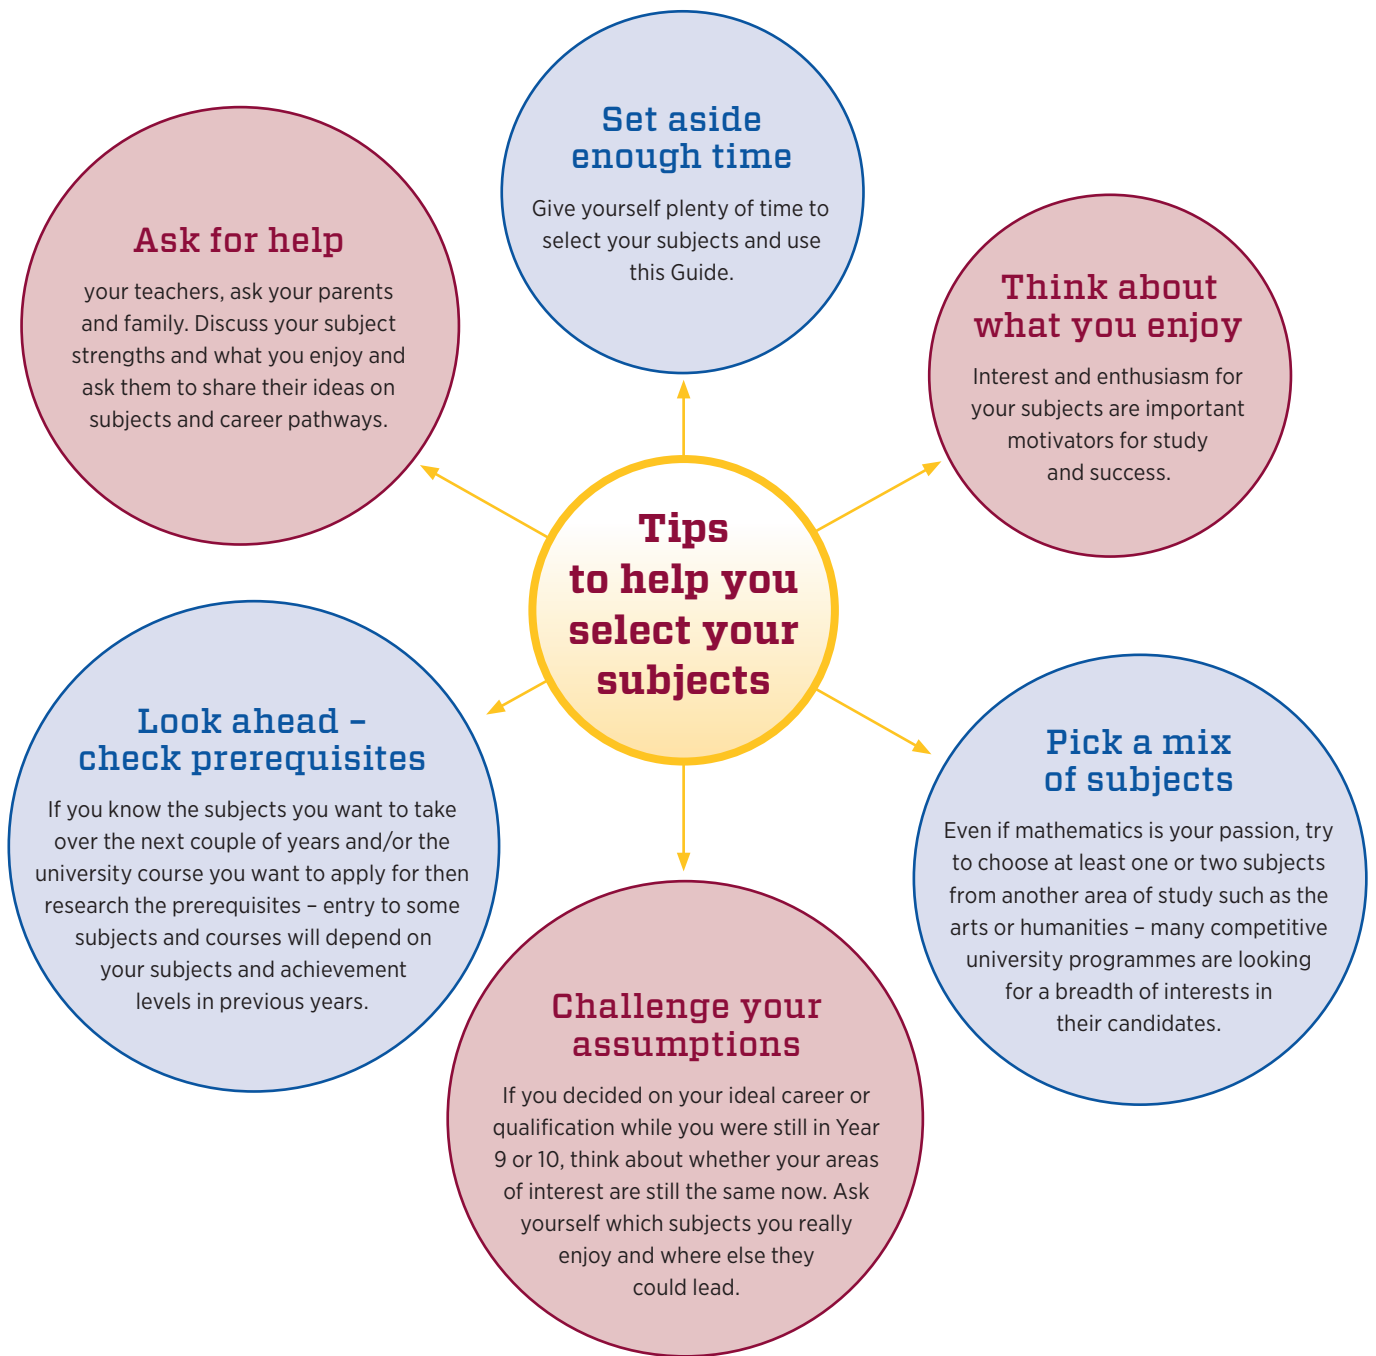 Set aside
enough time
Give yourself plenty of time to
select your subjects and use
this Guide.
Think about
what you enjoy
Interest and enthusiasm for
your subjects are important
motivators for study
and success.
Pick a mix
of subjects
Even if mathematics is your passion, try
to choose at least one or two subjects
from another area of study such as the
arts or humanities – many competitive
university programmes are looking
for a breadth of interests in
their candidates.
Challenge your
assumptions
If you decided on your ideal career or
qualification while you were still in Year
9 or 10, think about whether your areas
of interest are still the same now. Ask
yourself which subjects you really
enjoy and where else they
could lead.
Look ahead –
check prerequisites
If you know the subjects you want to take
over the next couple of years and/or the
university course you want to apply for then
research the prerequisites – entry to some
subjects and courses will depend on
your subjects and achievement
levels in previous years.
Ask for help
your teachers, ask your parents
and family. Discuss your subject
strengths and what you enjoy and
ask them to share their ideas on
subjects and career pathways.
Tips
to help you
select your
subjects